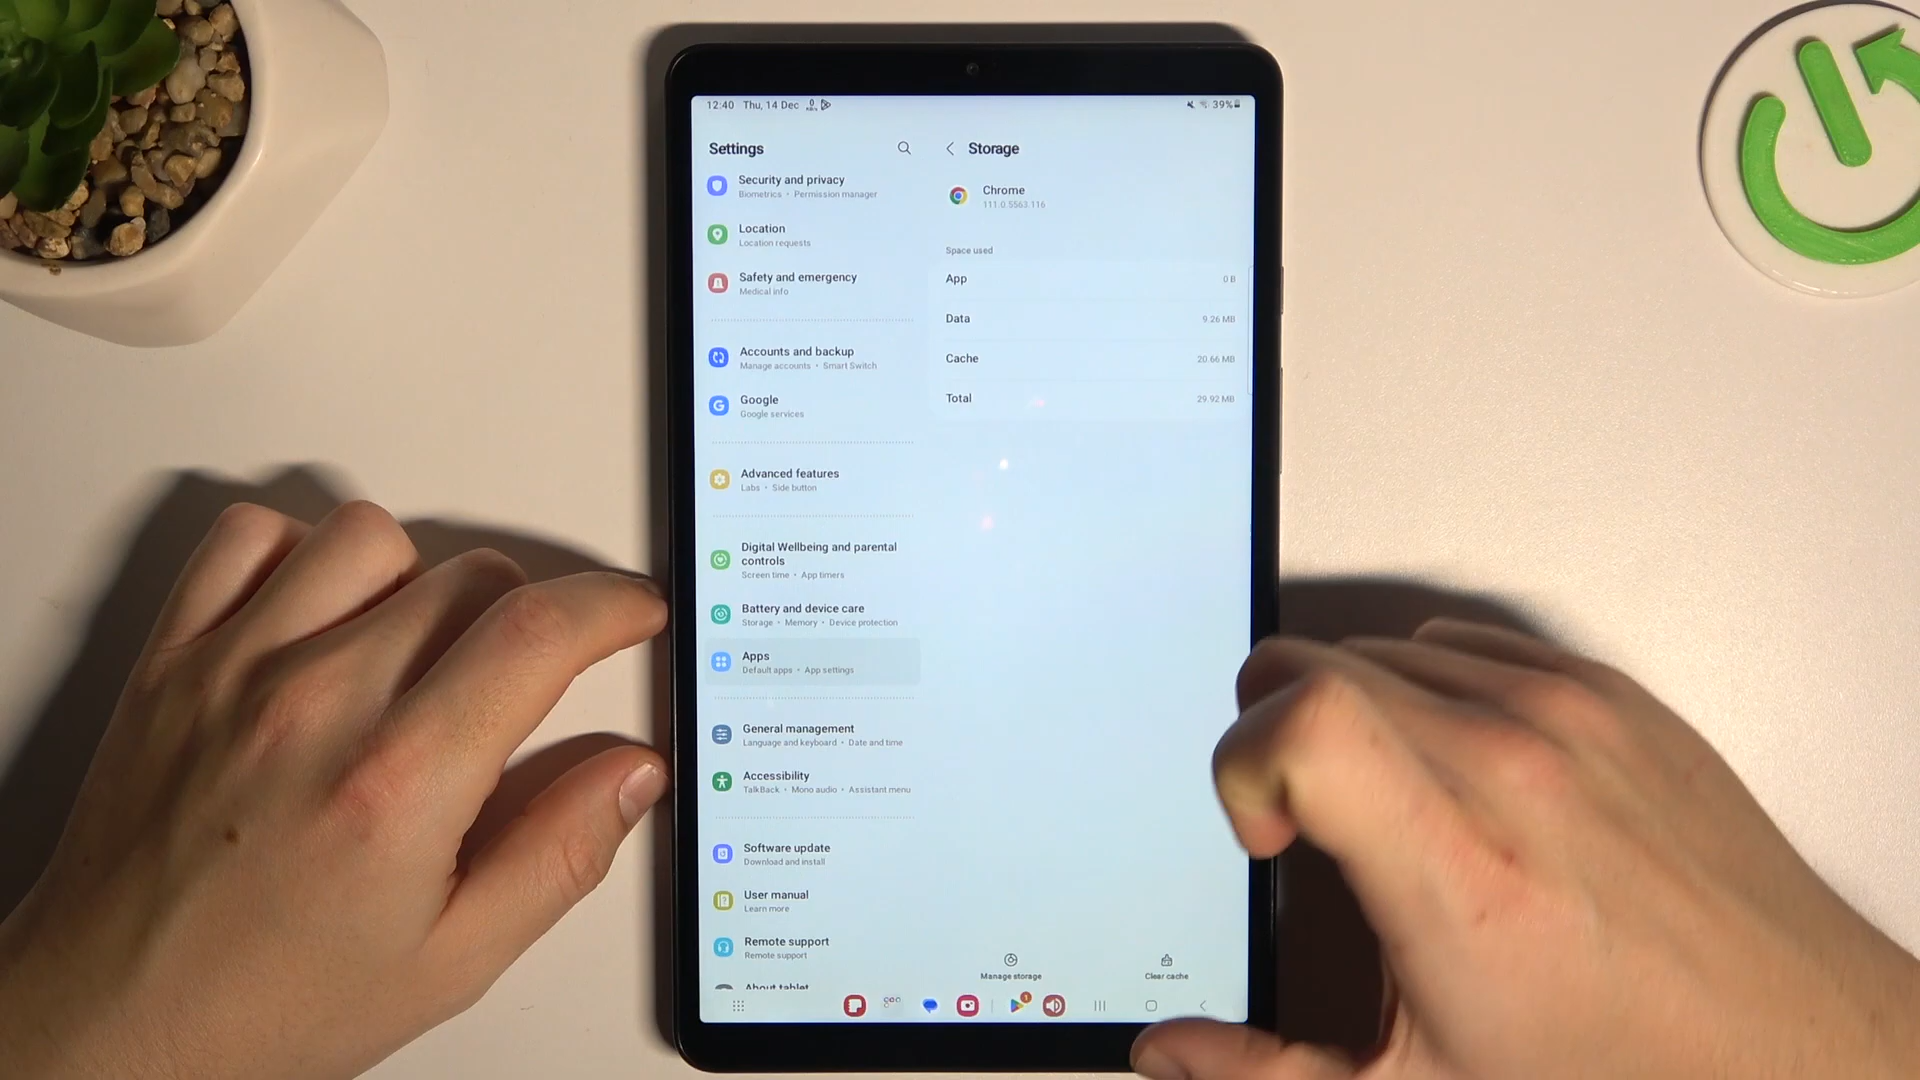 12:40 Thu, 14 Dec
39%
Settings
Security and privacy
Biometrics • Permission manager
Location
Location requests
Safety and emergency
Medical info
Accounts and backup
Manage accounts • Smart Switch
Google
Google services
Advanced features
Labs • Side button
Digital Wellbeing and parental
controls
Screen time • App timers
Battery and device care
Storage • Memory • Device protection
Apps
Default apps • App settings
General management
Language and keyboard • Date and time
Accessibility
TalkBack • Mono audio • Assistant menu
Software update
Download and install
User manual
Learn more
Remote support
Remote support
About tablet
Storage
Chrome
111.0.5563.116
Space used
App 0 B
Data 9.26 MB
Cache 20.66 MB
Total 29.92 MB
Manage storage
Clear cache
1